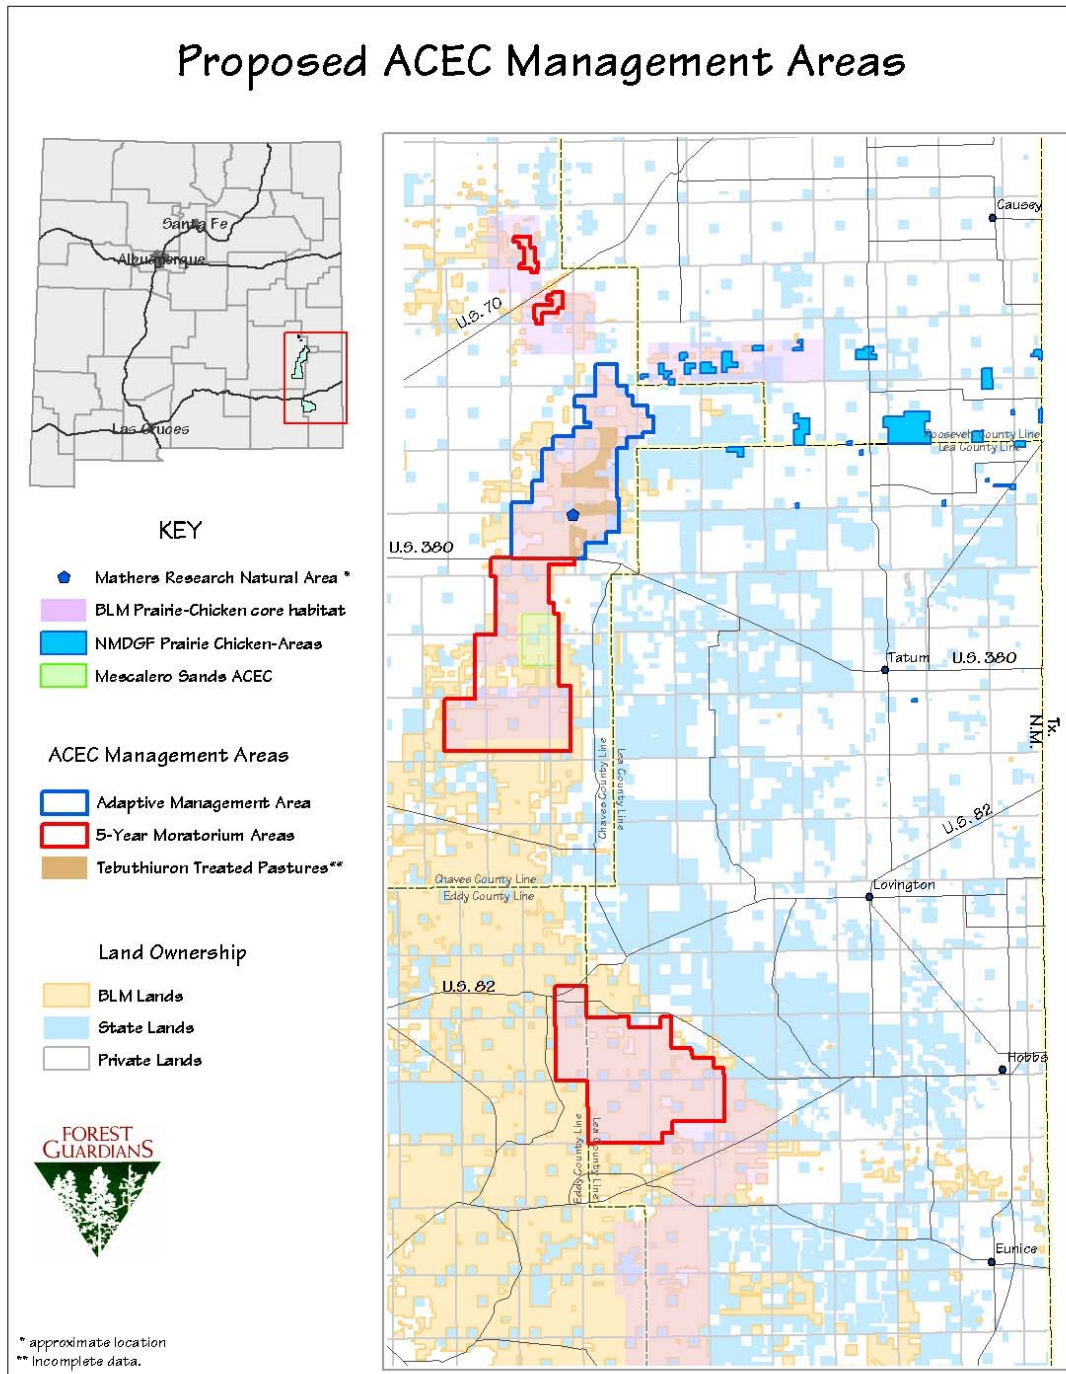 Proposed ACEC Management Areas
Santa Fe
Albuquerque
Las Cruces
KEY
Mathers Research Natural Area *
BLM Prairie-Chicken core habitat
NMDGF Prairie Chicken-Areas
Mescalero Sands ACEC
ACEC Management Areas
Adaptive Management Area
5-Year Moratorium Areas
Tebuthiuron Treated Pastures**
Land Ownership
BLM Lands
State Lands
Private Lands
FOREST
GUARDIANS
* approximate location
** Incomplete data.
Causey
U.S. 70
Roosevelt County Line
Lea County Line
U.S. 380
Tatum
U.S. 380
Tx.
N.M.
Chaves County Line
Lea County Line
U.S. 82
Chaves County Line
Eddy County Line
Lovington
U.S. 82
Hobbs
Eddy County Line
Lea County Line
Eunice